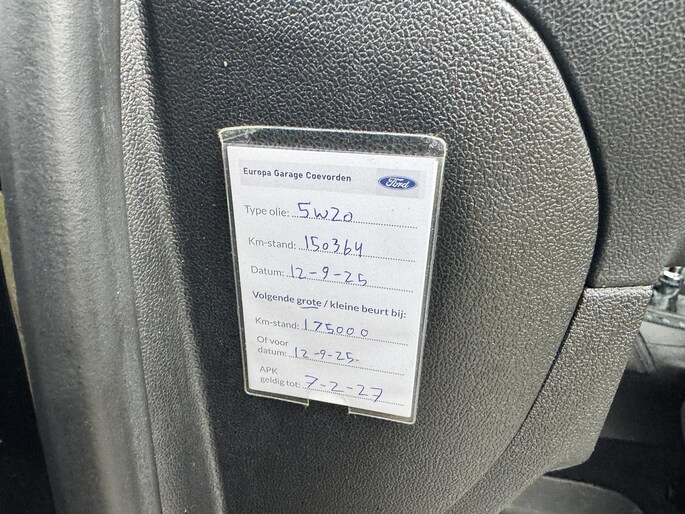 Europa Garage Coevorden
Ford
Type olie: 5W20
Km-stand: 150364
Datum: 12-9-25
Volgende grote / kleine beurt bij:
Km-stand: 175000
Of voor
datum: 12-9-25.
APK
geldig tot: 7-2-27